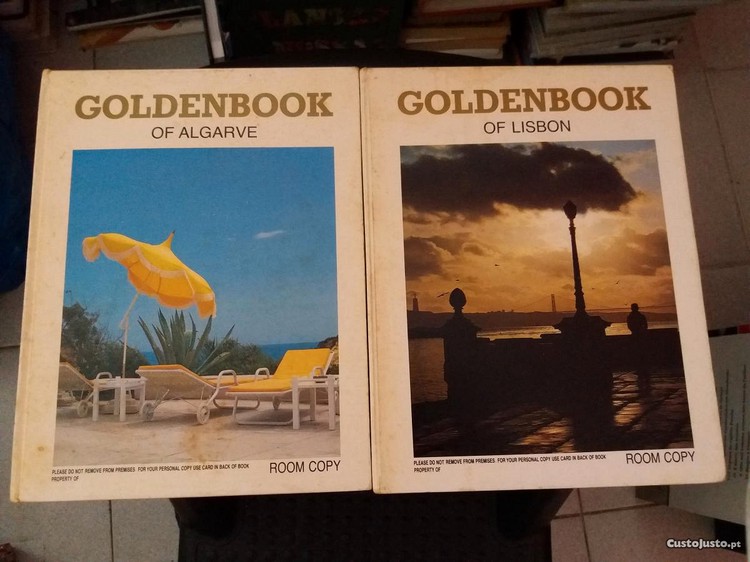 GOLDENBOOK
OF ALGARVE
PLEASE DO NOT REMOVE FROM PREMISES. FOR YOUR PERSONAL COPY USE CARD IN BACK OF BOOK
PROPERTY OF
ROOM COPY
GOLDENBOOK
OF LISBON
PLEASE DO NOT REMOVE FROM PREMISES. FOR YOUR PERSONAL COPY USE CARD IN BACK OF BOOK
PROPERTY OF
ROOM COPY
CustoJusto.pt